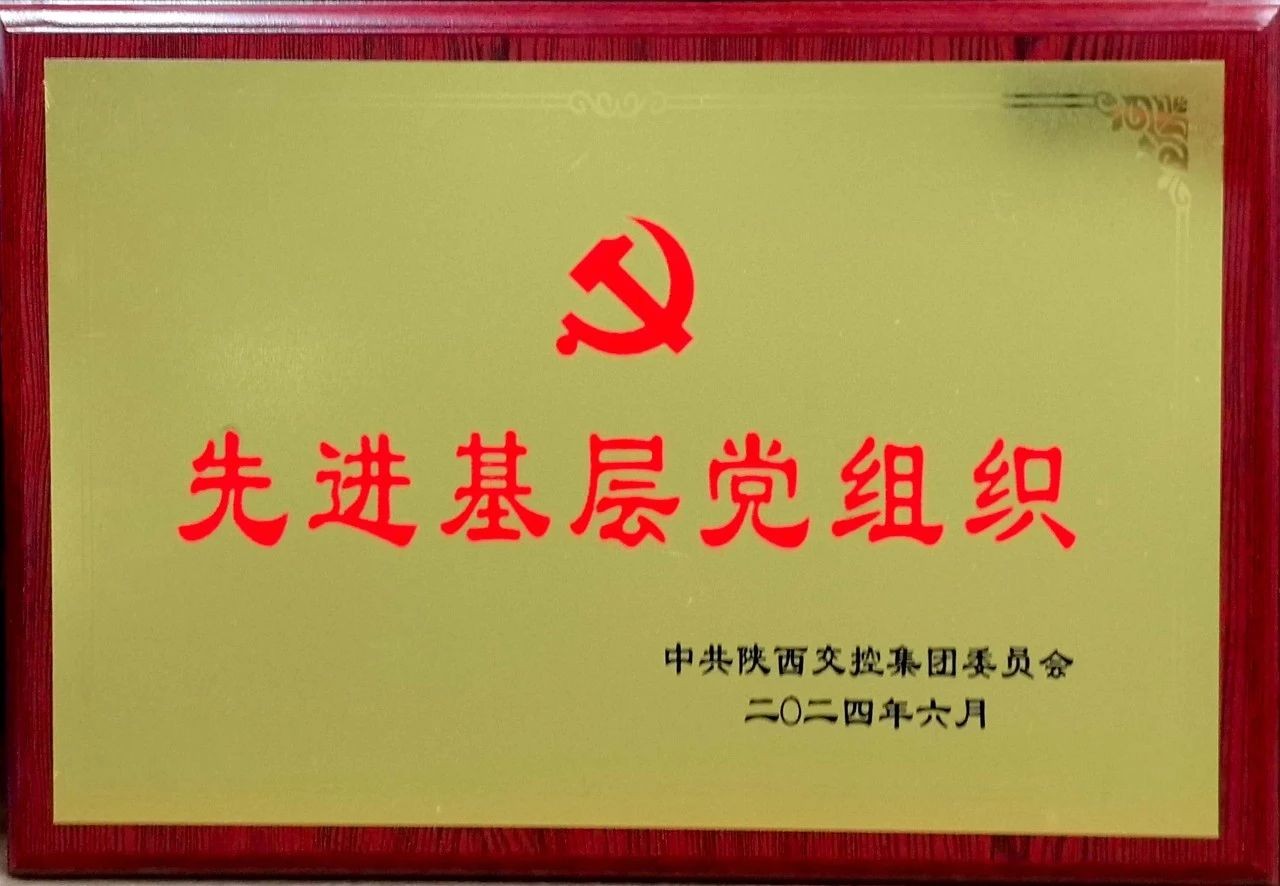 先进基层党组织
中共陕西交控集团委员会
二〇二四年六月